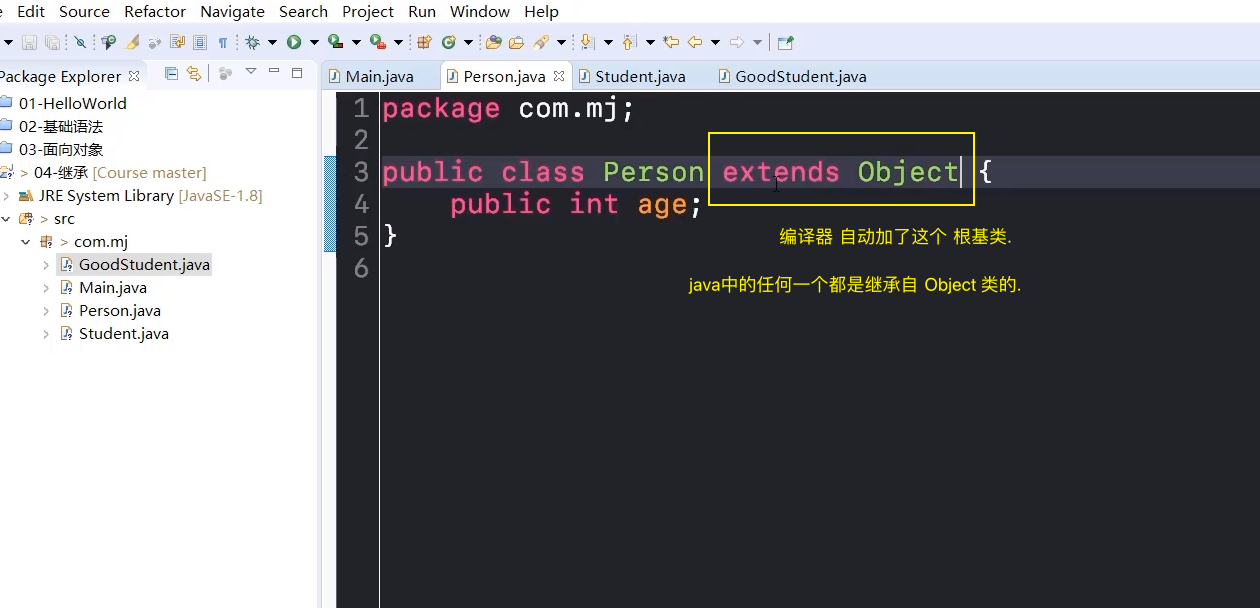 Edit Source Refactor Navigate Search Project Run Window Help
Package Explorer
Main.java Person.java Student.java GoodStudent.java
01-HelloWorld
02-基础语法
03-面向对象
> 04-继承 [Course master]
JRE System Library [JavaSE-1.8]
> src
> com.mj
GoodStudent.java
Main.java
Person.java
Student.java
1 package com.mj;
2
3 public class Person extends Object {
4 public int age;
5 }
6
编译器 自动加了这个 根基类.
java中的任何一个都是继承自 Object 类的.